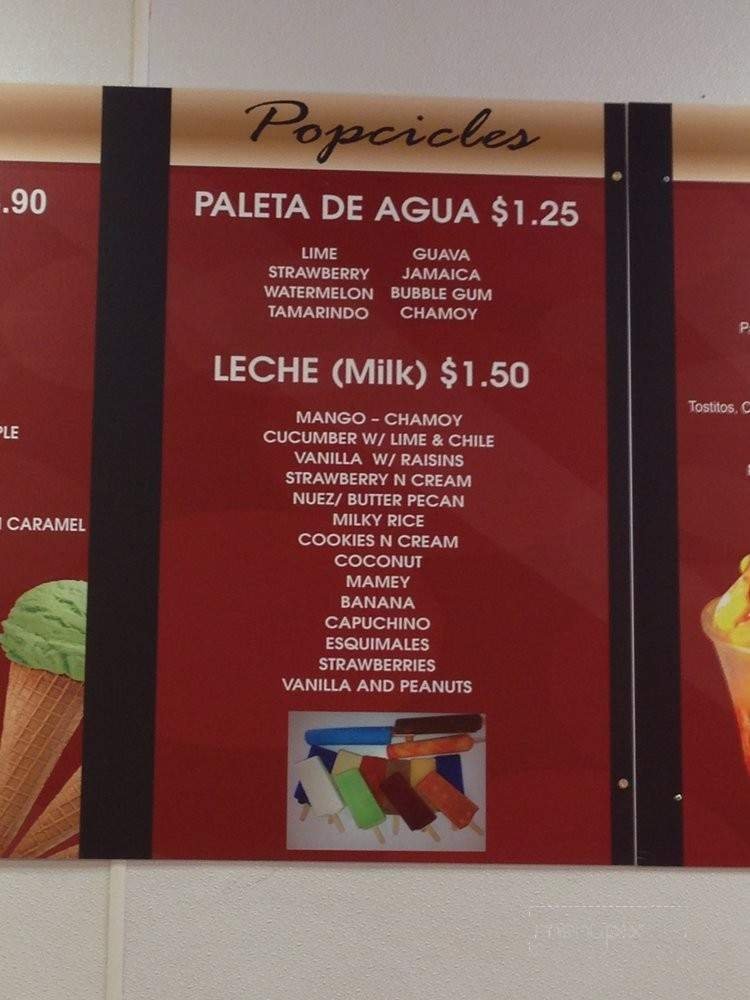 Popcicles
.90
PALETA DE AGUA $1.25
LIME GUAVA
STRAWBERRY JAMAICA
WATERMELON BUBBLE GUM
TAMARINDO CHAMOY
LECHE (Milk) $1.50
MANGO – CHAMOY
CUCUMBER W/ LIME & CHILE
VANILLA W/ RAISINS
STRAWBERRY N CREAM
NUEZ/ BUTTER PECAN
MILKY RICE
COOKIES N CREAM
COCONUT
MAMEY
BANANA
CAPUCHINO
ESQUIMALES
STRAWBERRIES
VANILLA AND PEANUTS
PLE
CARAMEL
Tostitos, C
menupix